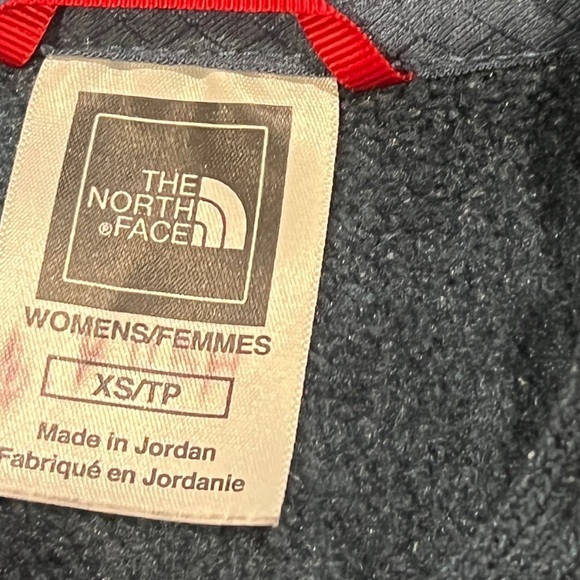 THE
NORTH
®FACE
WOMENS/FEMMES
XS/TP
Made in Jordan
Fabriqué en Jordanie